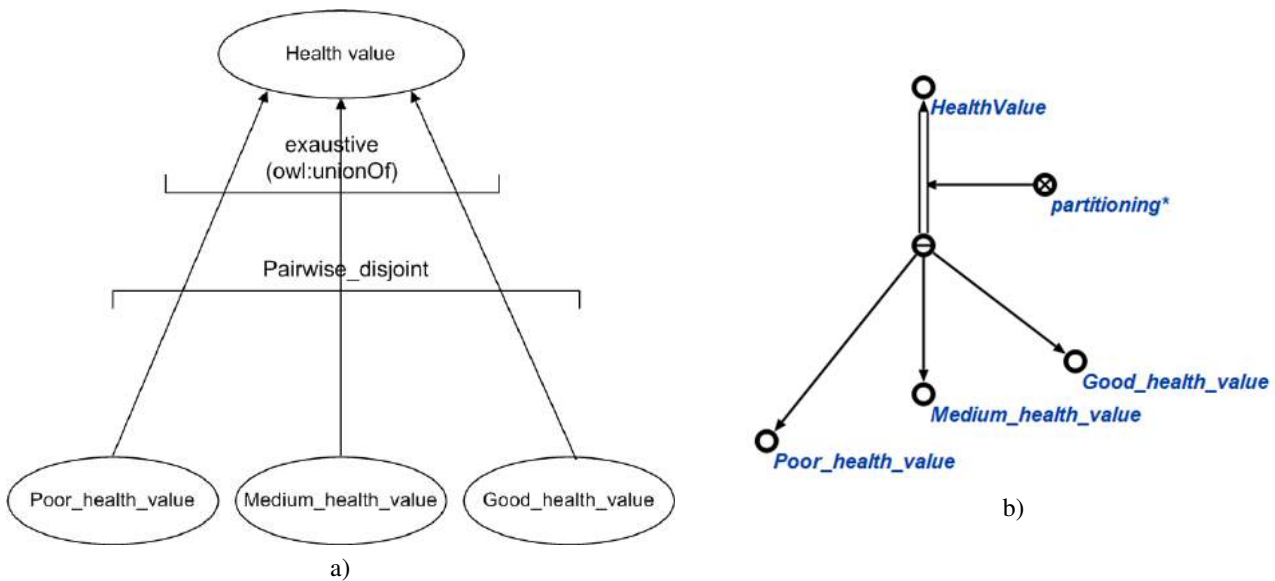 Health value
exaustive
(owl:unionOf)
Pairwise_disjoint
Poor_health_value
Medium_health_value
Good_health_value
a)
HealthValue
partitioning*
Good_health_value
Medium_health_value
Poor_health_value
b)